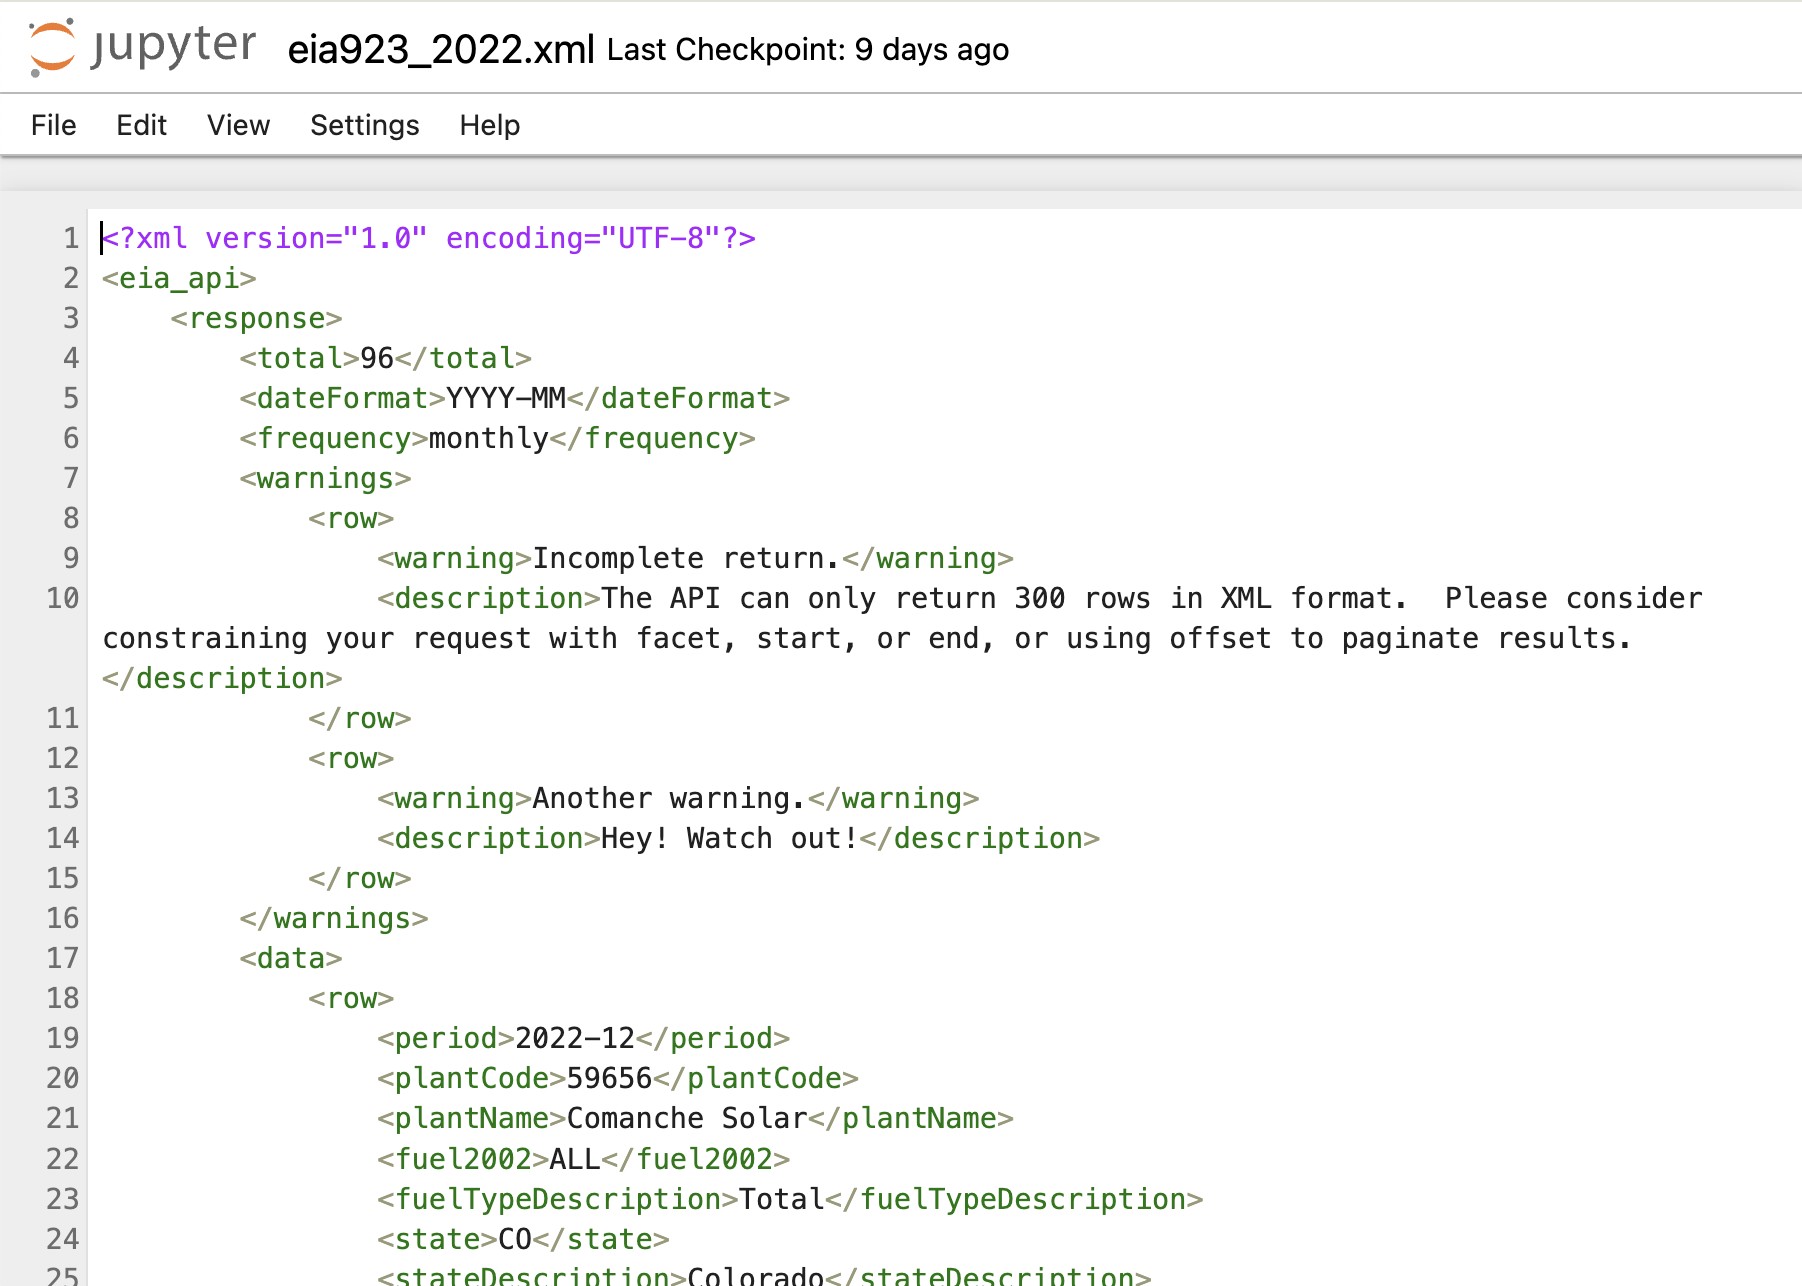 jupyter eia923_2022.xml Last Checkpoint: 9 days ago
File Edit View Settings Help
1 <?xml version="1.0" encoding="UTF-8"?>
2 <eia_api>
3 <response>
4 <total>96</total>
5 <dateFormat>YYYY-MM</dateFormat>
6 <frequency>monthly</frequency>
7 <warnings>
8 <row>
9 <warning>Incomplete return.</warning>
10 <description>The API can only return 300 rows in XML format.  Please consider
constraining your request with facet, start, or end, or using offset to paginate results.
</description>
11 </row>
12 <row>
13 <warning>Another warning.</warning>
14 <description>Hey! Watch out!</description>
15 </row>
16 </warnings>
17 <data>
18 <row>
19 <period>2022-12</period>
20 <plantCode>59656</plantCode>
21 <plantName>Comanche Solar</plantName>
22 <fuel2002>ALL</fuel2002>
23 <fuelTypeDescription>Total</fuelTypeDescription>
24 <state>CO</state>
25 <stateDescription>Colorado</stateDescription>